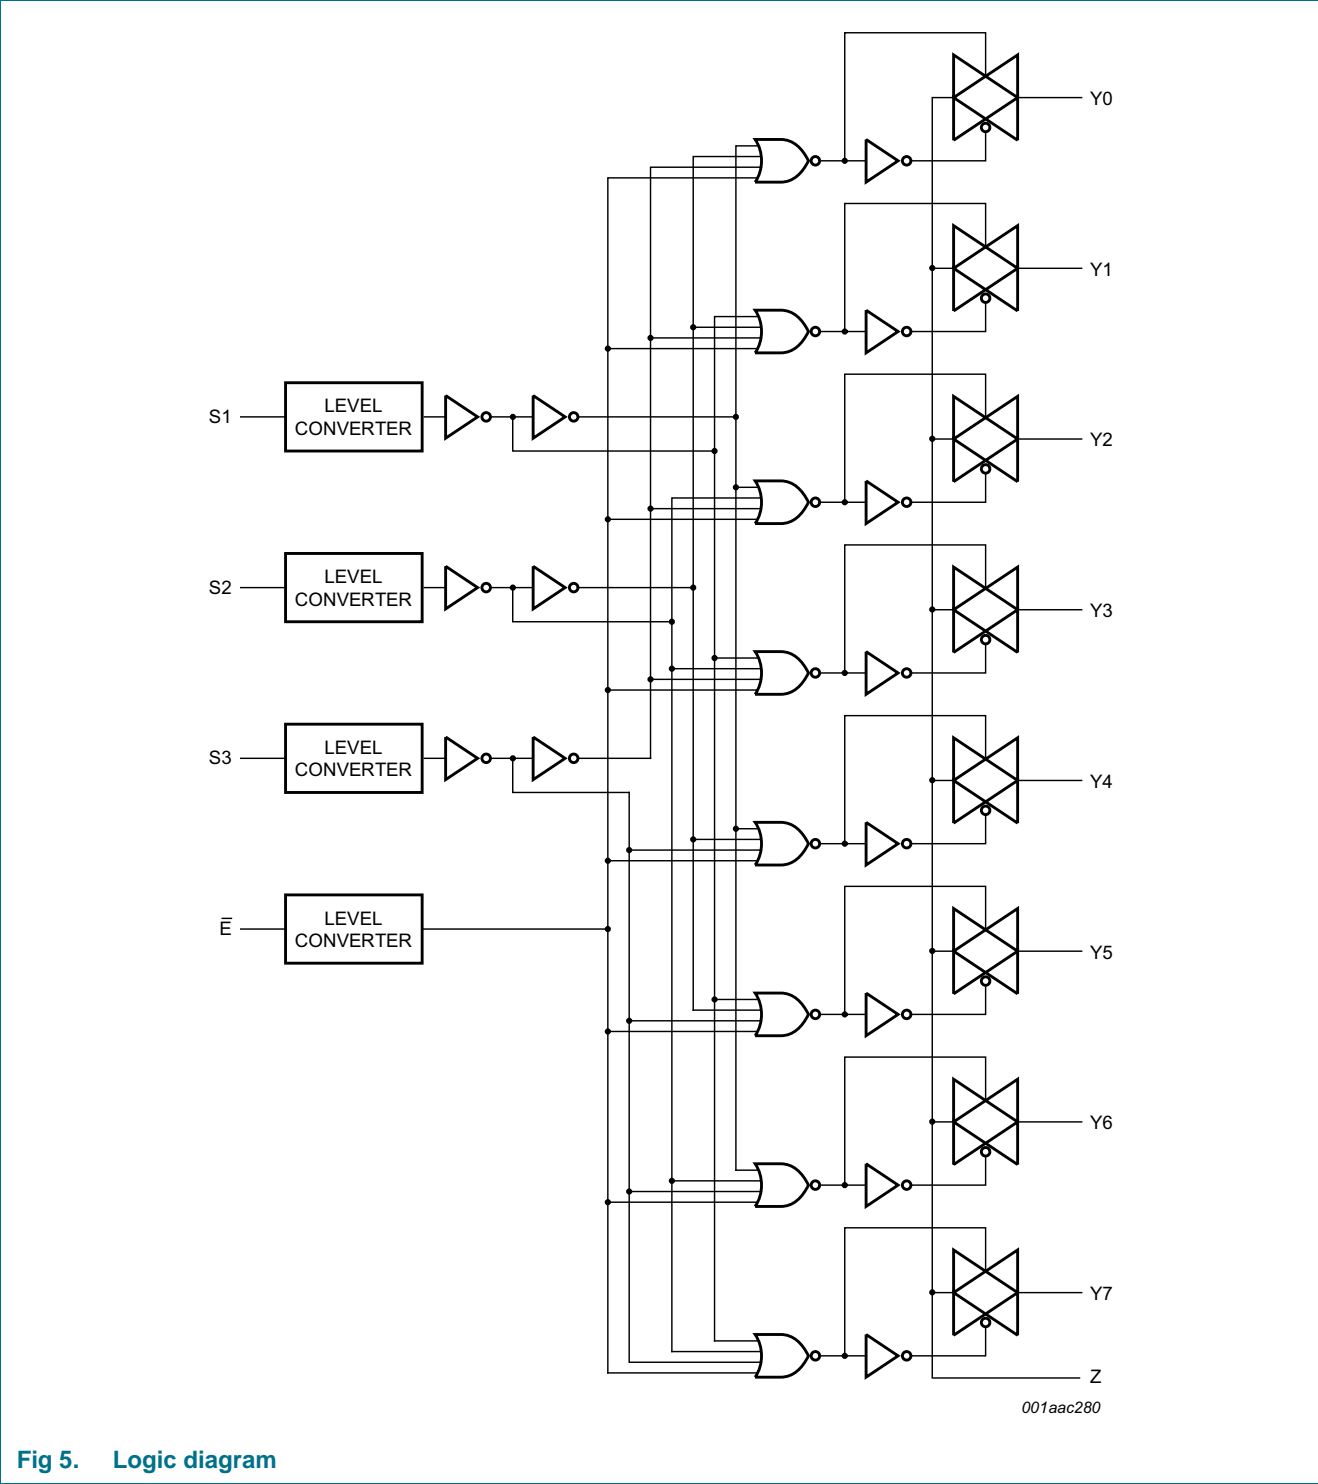 Y0
Y1
S1
LEVEL
CONVERTER
Y2
S2
LEVEL
CONVERTER
Y3
S3
LEVEL
CONVERTER
Y4
E̅
LEVEL
CONVERTER
Y5
Y6
Y7
Z
001aac280
Fig 5. Logic diagram